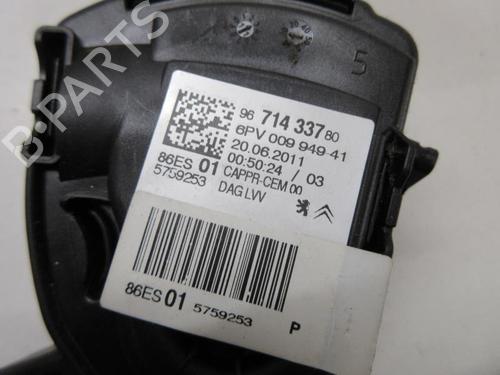 5
96 714 337 80
6PV 009 949-41
20.06.2011
00:50:24 / 03
86ES 01 CAPPR-CEM 00
5759253 DAG LVV
86ES 01 5759253 P